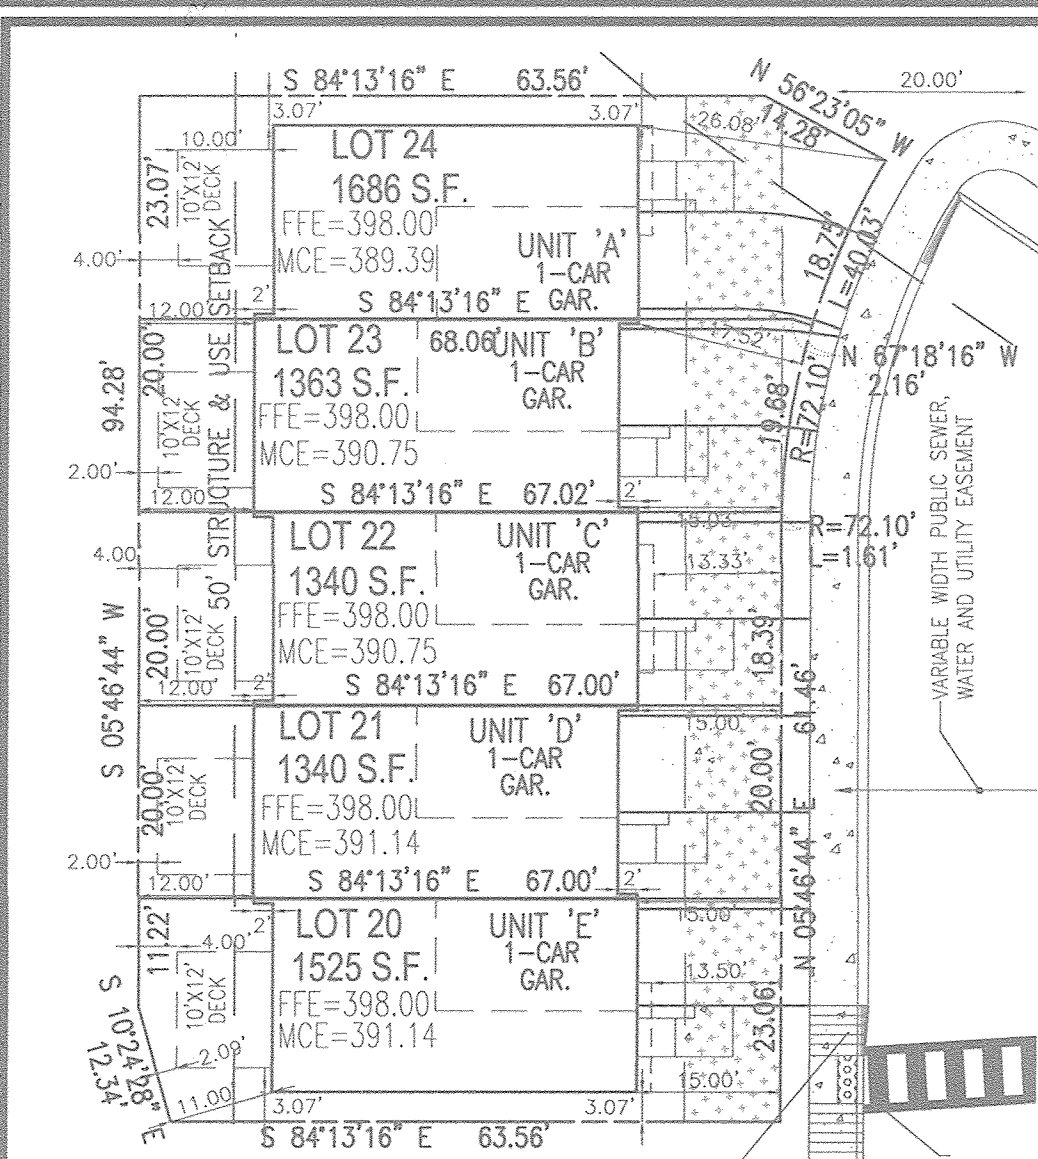 S 84°13'16" E 63.56'
N 56°23'05" W
14.28'
20.00'
3.07'
3.07'
26.08'
23.07'
10.00'
10'X12'
DECK
4.00'
LOT 24
1686 S.F.
FFE=398.00
MCE=389.39
UNIT 'A'
1-CAR
GAR.
18.75'
L=40.03'
12.00'
2'
S 84°13'16" E
68.06'
17.52'
N 67°18'16" W
2.16'
94.28'
20.00'
10'X12'
DECK
2.00'
LOT 23
1363 S.F.
FFE=398.00
MCE=390.75
UNIT 'B'
1-CAR
GAR.
19.68'
R=72.10'
50' STRUCTURE & USE SETBACK
12.00'
S 84°13'16" E 67.02'
2'
15.03'
R=72.10'
L=1.61'
VARIABLE WIDTH PUBLIC SEWER,
WATER AND UTILITY EASEMENT
4.00'
20.00'
10'X12'
DECK
LOT 22
1340 S.F.
FFE=398.00
MCE=390.75
UNIT 'C'
1-CAR
GAR.
13.33'
18.39'
S 05°46'44" W
12.00'
2'
S 84°13'16" E 67.00'
15.00'
20.00'
10'X12'
DECK
2.00'
LOT 21
1340 S.F.
FFE=398.00
MCE=391.14
UNIT 'D'
1-CAR
GAR.
20.00'
N 05°46'44" E 61.46'
12.00'
S 84°13'16" E 67.00'
2'
15.00'
11.22'
2'
4.00'
10'X12'
DECK
LOT 20
1525 S.F.
FFE=398.00
MCE=391.14
UNIT 'E'
1-CAR
GAR.
13.50'
23.06'
S 10°24'28" E
12.34'
2.09'
11.00'
3.07'
3.07'
15.00'
S 84°13'16" E 63.56'